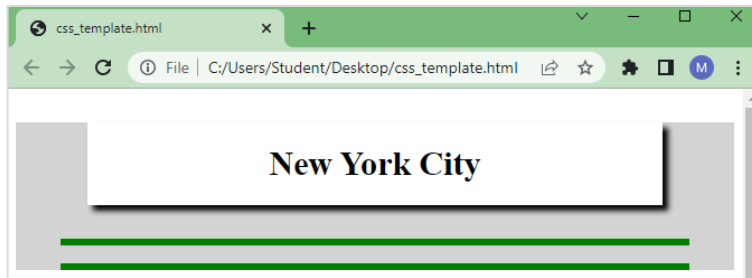 css_template.html
File | C:/Users/Student/Desktop/css_template.html
M
New York City